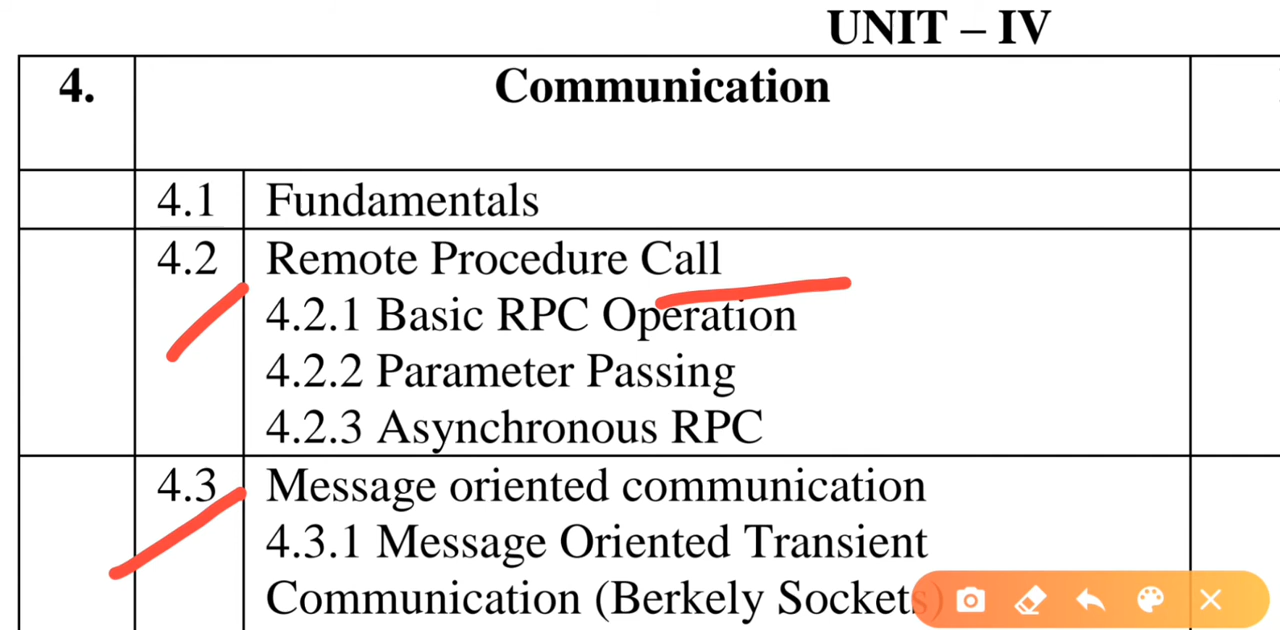 UNIT – IV
4. Communication
4.1 Fundamentals
4.2 Remote Procedure Call
4.2.1 Basic RPC Operation
4.2.2 Parameter Passing
4.2.3 Asynchronous RPC
4.3 Message oriented communication
4.3.1 Message Oriented Transient
Communication (Berkely Sockets)